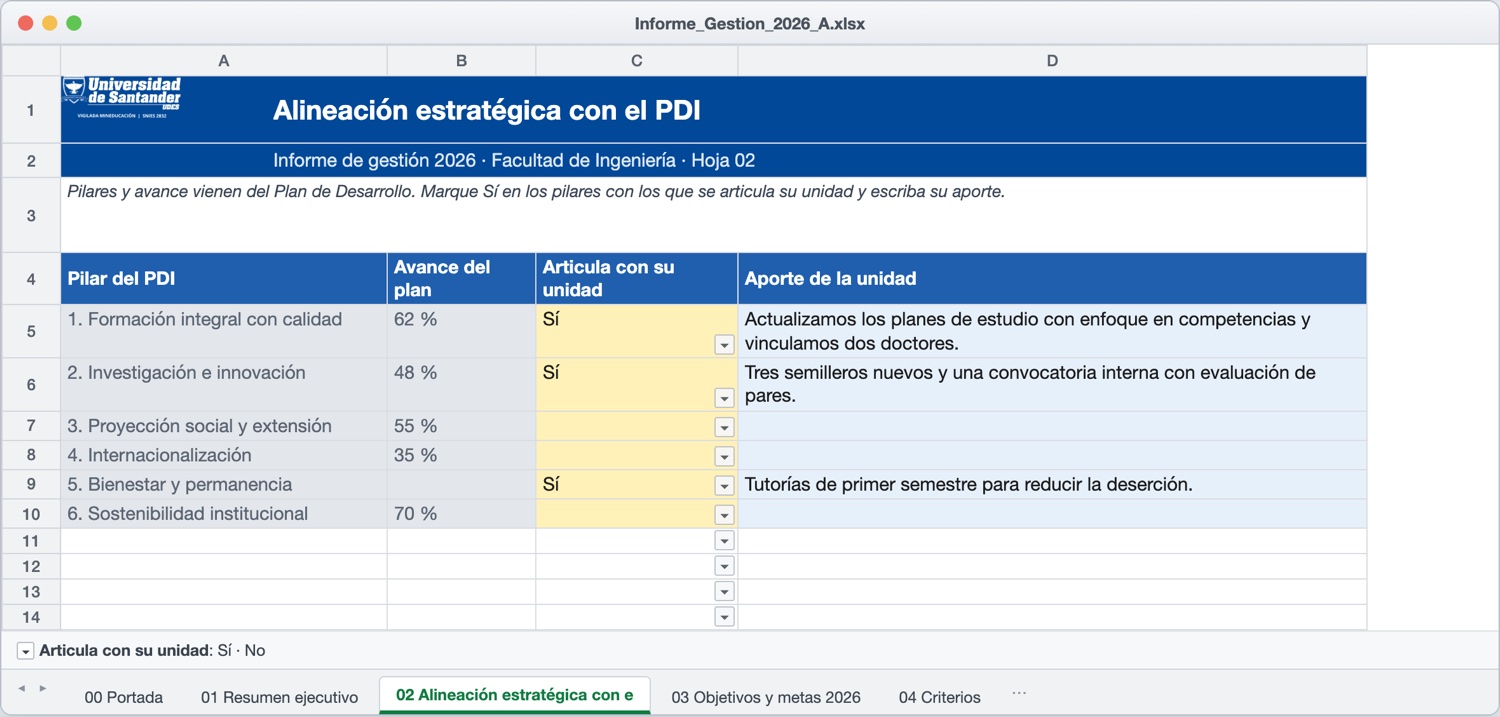 Informe_Gestion_2026_A.xlsx
A B C D
Universidad
de Santander
UDES
VIGILADA MINEDUCACIÓN | SNIES 2832
1 Alineación estratégica con el PDI
2 Informe de gestión 2026 · Facultad de Ingeniería · Hoja 02
3 Pilares y avance vienen del Plan de Desarrollo. Marque Sí en los pilares con los que se articula su unidad y escriba su aporte.
4 Pilar del PDI
Avance del
plan
Articula con su
unidad
Aporte de la unidad
5 1. Formación integral con calidad 62 % Sí Actualizamos los planes de estudio con enfoque en competencias y
vinculamos dos doctores.
6 2. Investigación e innovación 48 % Sí Tres semilleros nuevos y una convocatoria interna con evaluación de
pares.
7 3. Proyección social y extensión 55 %
8 4. Internacionalización 35 %
9 5. Bienestar y permanencia Sí Tutorías de primer semestre para reducir la deserción.
10 6. Sostenibilidad institucional 70 %
11
12
13
14
Articula con su unidad: Sí · No
00 Portada 01 Resumen ejecutivo 02 Alineación estratégica con e 03 Objetivos y metas 2026 04 Criterios ...